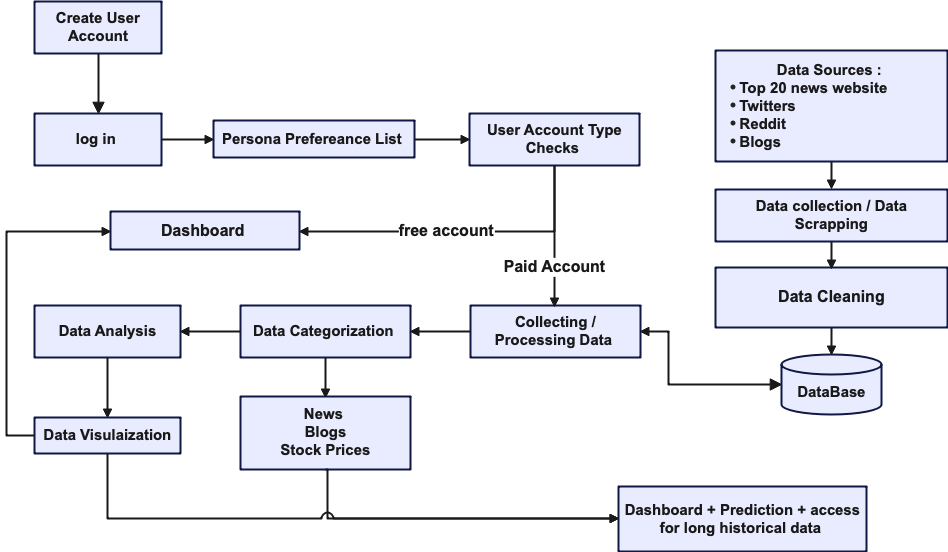 Create User
Account
log in
Persona Prefereance List
User Account Type
Checks
Data Sources :
• Top 20 news website
• Twitters
• Reddit
• Blogs
Data collection / Data
Scrapping
Dashboard
free account
Paid Account
Data Cleaning
Data Analysis
Data Categorization
Collecting /
Processing Data
DataBase
Data Visulaization
News
Blogs
Stock Prices
Dashboard + Prediction + access
for long historical data